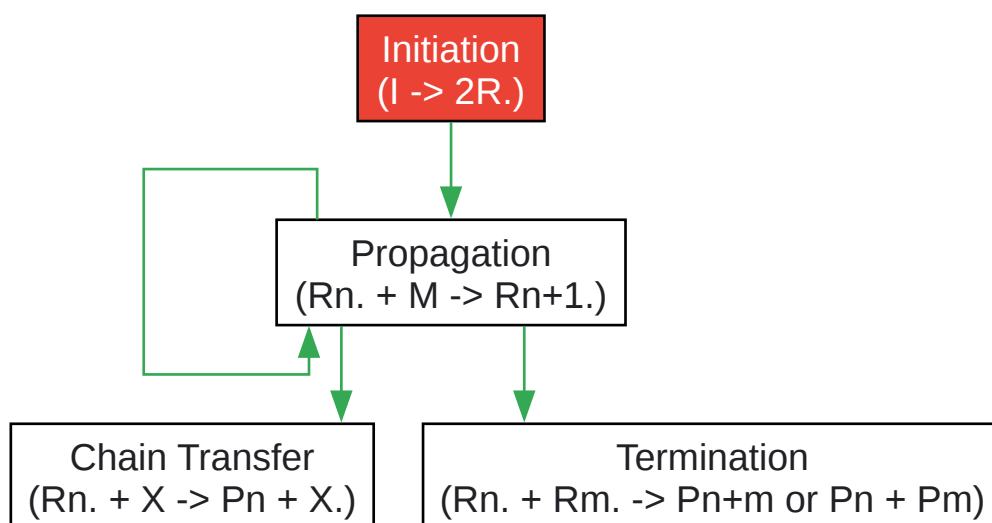 Initiation
(I -> 2R.)
Propagation
(Rn. + M -> Rn+1.)
Chain Transfer
(Rn. + X -> Pn + X.)
Termination
(Rn. + Rm. -> Pn+m or Pn + Pm)